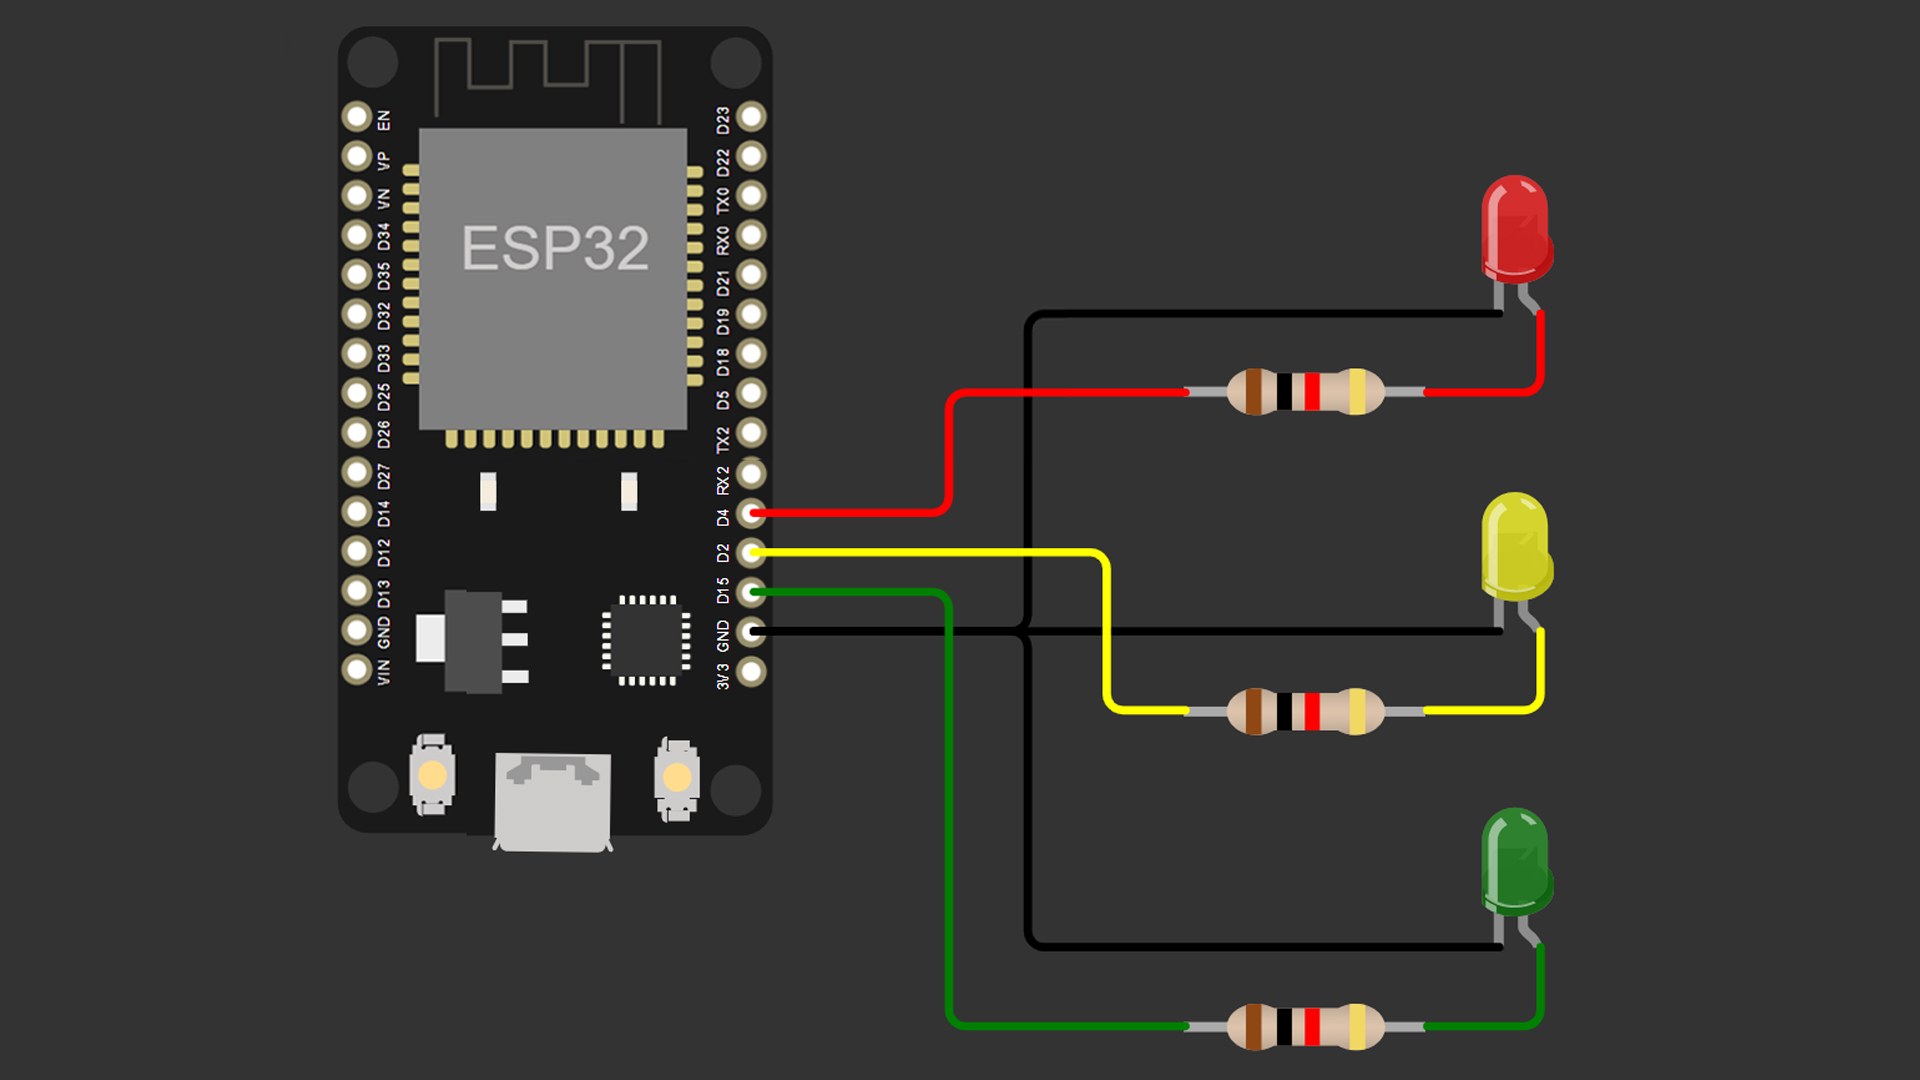 EN
VP
VN
D34
D35
D32
D33
D25
D26
D27
D14
D12
D13
GND
VIN
ESP32
D23
D22
TX0
RX0
D21
D19
D18
D5
TX2
RX2
D4
D2
D15
GND
3V3